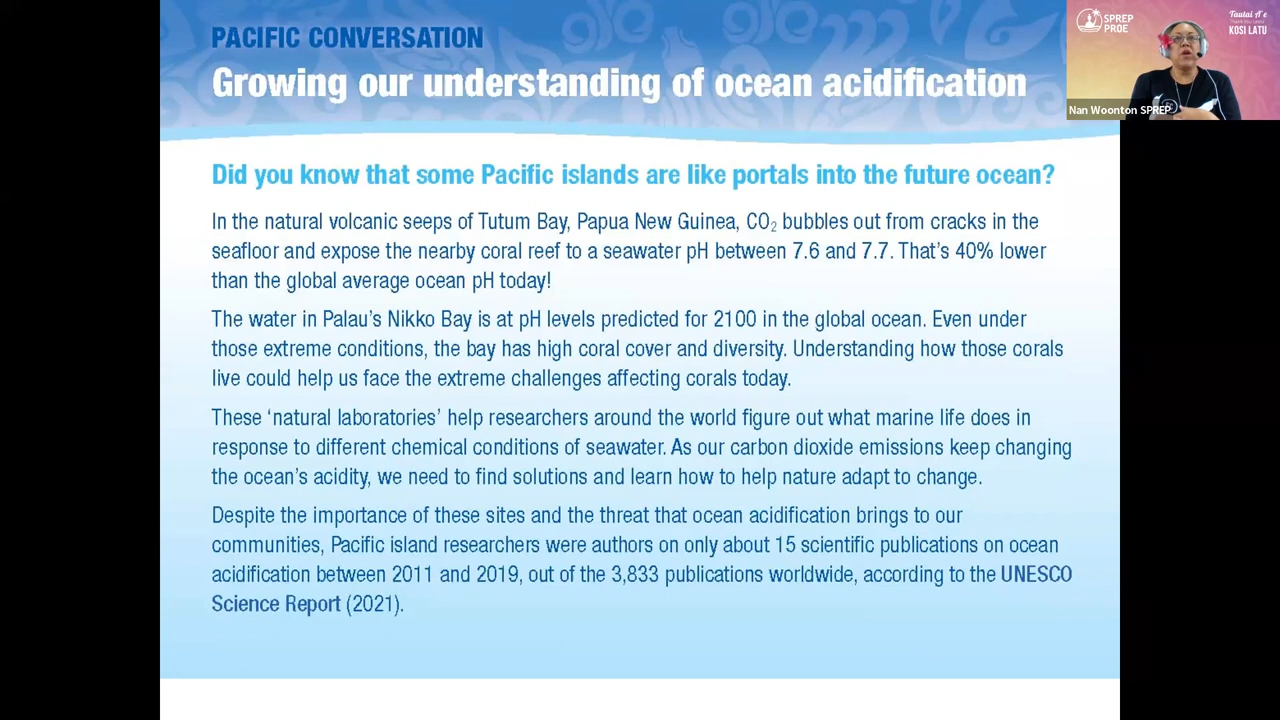 PACIFIC CONVERSATION
Growing our understanding of ocean acidification
SPREP
PROE
Tautai A'e
Thank You Leota
KOSI LATU
Nan Woonton SPREP
Did you know that some Pacific islands are like portals into the future ocean?
In the natural volcanic seeps of Tutum Bay, Papua New Guinea, CO₂ bubbles out from cracks in the
seafloor and expose the nearby coral reef to a seawater pH between 7.6 and 7.7. That’s 40% lower
than the global average ocean pH today!
The water in Palau’s Nikko Bay is at pH levels predicted for 2100 in the global ocean. Even under
those extreme conditions, the bay has high coral cover and diversity. Understanding how those corals
live could help us face the extreme challenges affecting corals today.
These ‘natural laboratories’ help researchers around the world figure out what marine life does in
response to different chemical conditions of seawater. As our carbon dioxide emissions keep changing
the ocean’s acidity, we need to find solutions and learn how to help nature adapt to change.
Despite the importance of these sites and the threat that ocean acidification brings to our
communities, Pacific island researchers were authors on only about 15 scientific publications on ocean
acidification between 2011 and 2019, out of the 3,833 publications worldwide, according to the UNESCO
Science Report (2021).